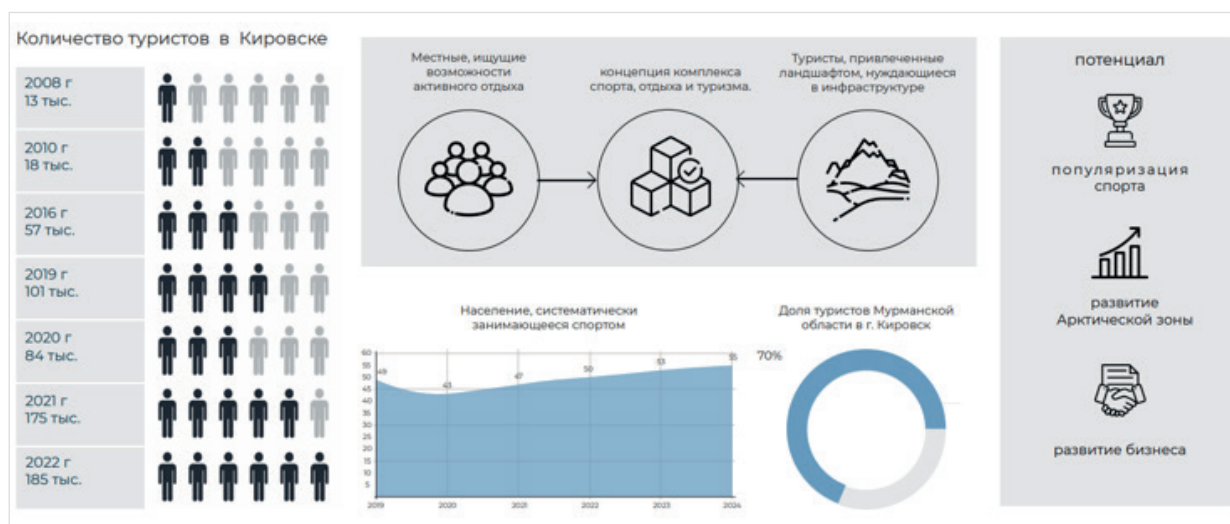 Количество туристов в Кировске
2008 г
13 тыс.
2010 г
18 тыс.
2016 г
57 тыс.
2019 г
101 тыс.
2020 г
84 тыс.
2021 г
175 тыс.
2022 г
185 тыс.
Местные, ищущие
возможности
активного отдыха
концепция комплекса
спорта, отдыха и туризма.
Туристы, привлеченные
ландшафтом, нуждающиеся
в инфраструктуре
Население, систематически
занимающееся спортом
60
55
50
45
40
35
30
25
20
15
10
5
49
43
47
50
53
55
2019
2020
2021
2022
2023
2024
Доля туристов Мурманской
области в г. Кировск
70%
потенциал
популяризация
спорта
развитие
Арктической зоны
развитие бизнеса